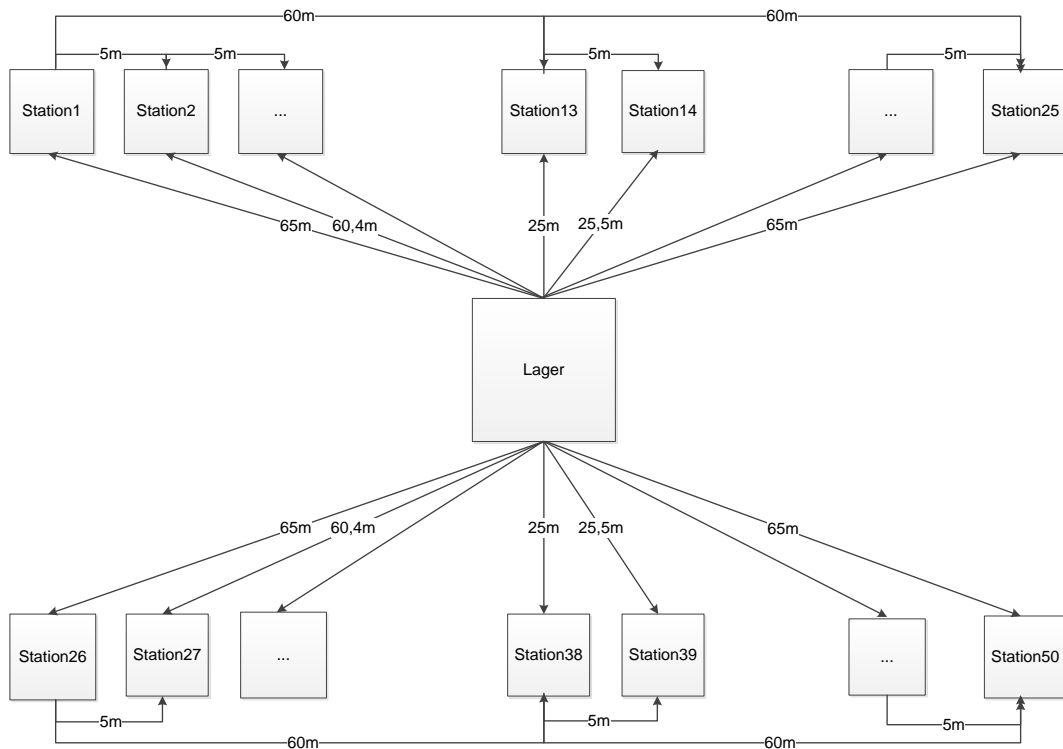 60m 60m
5m 5m 5m 5m
Station1 Station2 ... Station13 Station14 ... Station25
65m 60,4m 25m 25,5m 65m
Lager
65m 60,4m 25m 25,5m 65m
Station26 Station27 ... Station38 Station39 ... Station50
5m 5m 5m
60m 60m